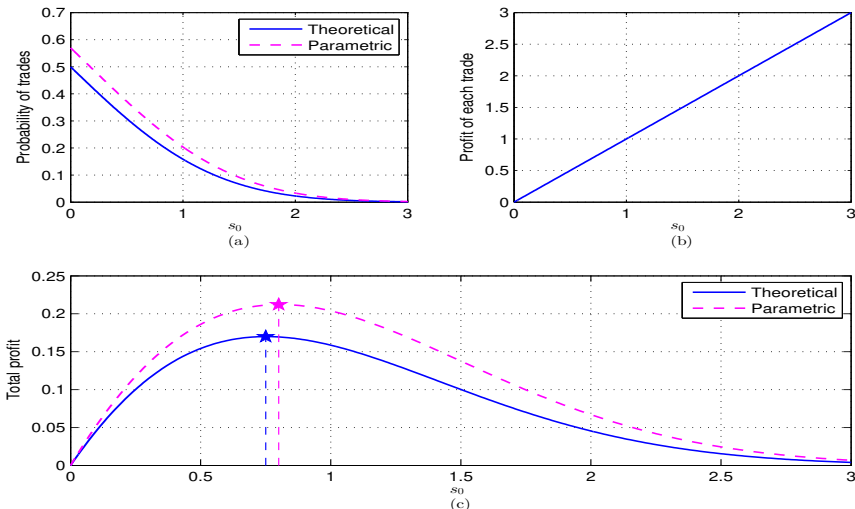 0.7
0.6
0.5
0.4
0.3
0.2
0.1
0
0
1
2
3
Probability of trades
s0
(a)
Theoretical
Parametric
3
2.5
2
1.5
1
0.5
0
0
1
2
3
Profit of each trade
s0
(b)
0.25
0.2
0.15
0.1
0.05
0
0
0.5
1
1.5
2
2.5
3
Total profit
s0
(c)
Theoretical
Parametric